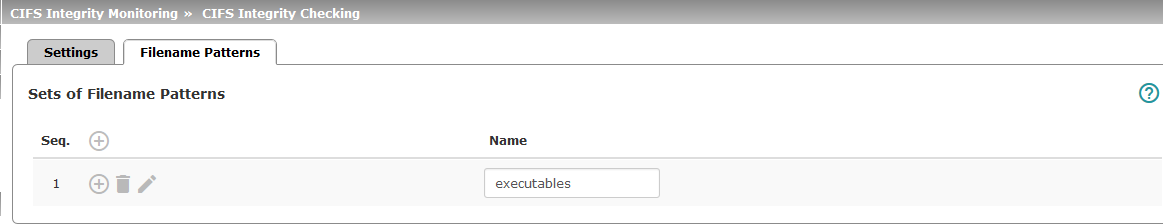 CIFS Integrity Monitoring » CIFS Integrity Checking
Settings
Filename Patterns
Sets of Filename Patterns
?
Seq.
Name
1
executables